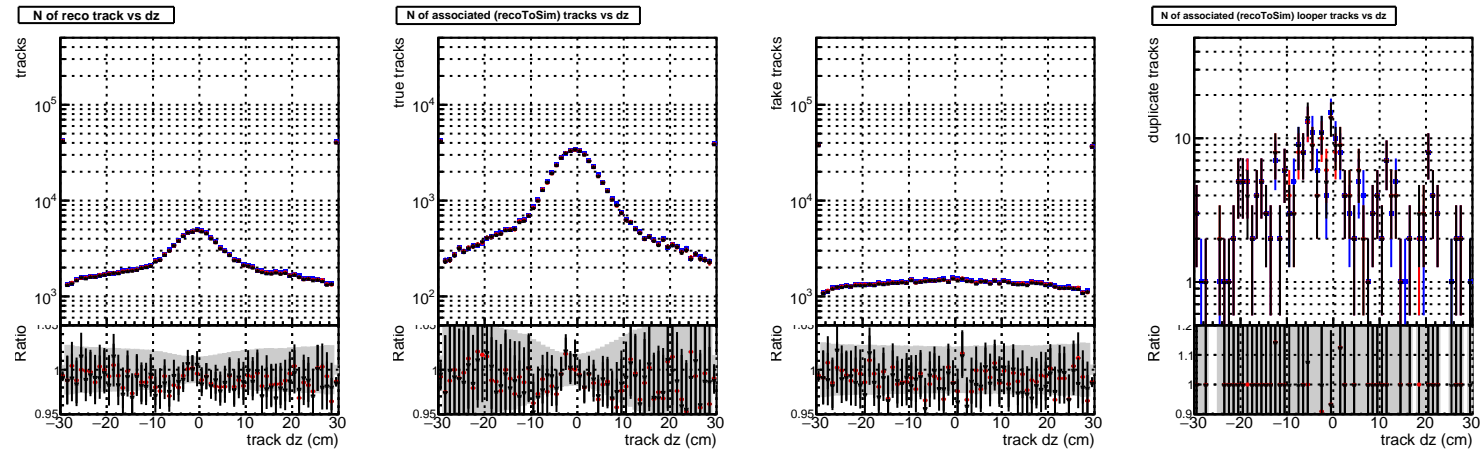 N of reco track vs dz
tracks
10^5
10^4
10^3
Ratio
1
0.95
−30 −20 −10 0 10 20 30
track dz (cm)
N of associated (recoToSim) tracks vs dz
true tracks
10^4
10^3
10^2
Ratio
1
0.95
−30 −20 −10 0 10 20 30
track dz (cm)
fake tracks
10^5
10^4
10^3
Ratio
1
0.95
−30 −20 −10 0 10 20 30
track dz (cm)
N of associated (recoToSim) looper tracks vs dz
duplicate tracks
10
1
Ratio
1.1
1
−30 −20 −10 0 10 20 30
track dz (cm)